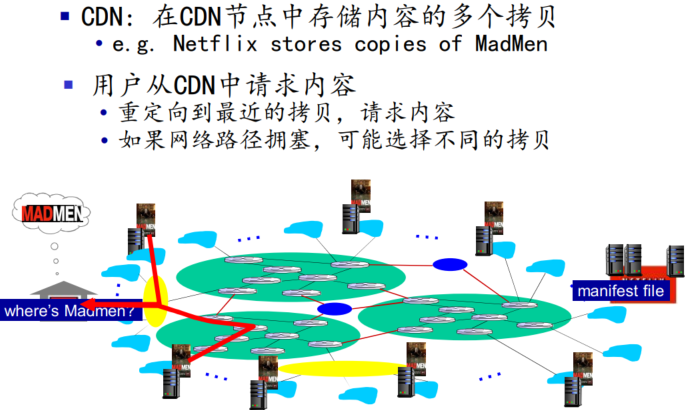 CDN: 在CDN节点中存储内容的多个拷贝
e.g. Netflix stores copies of MadMen
用户从CDN中请求内容
重定向到最近的拷贝，请求内容
如果网络路径拥塞，可能选择不同的拷贝
MADMEN
...
...
manifest file
where's Madmen?
...
...